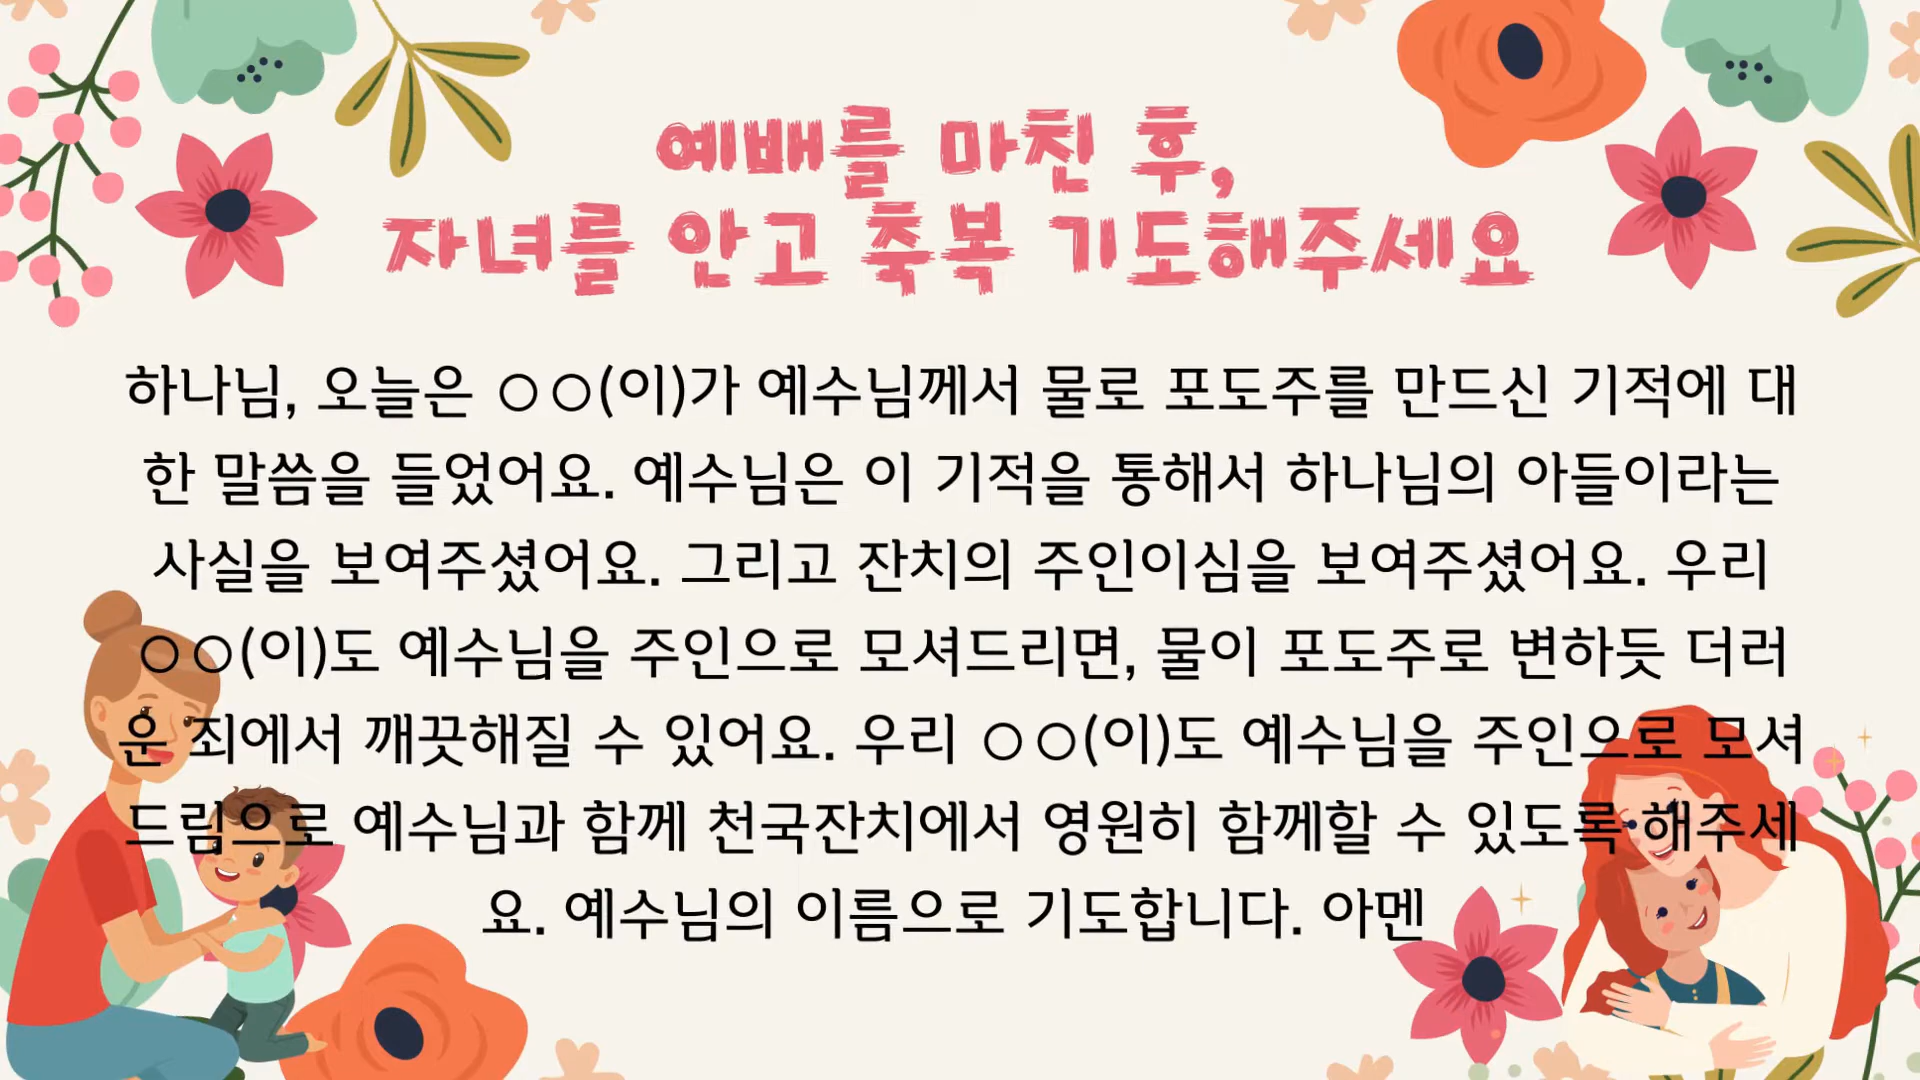 예배를 마친 후,
자녀를 안고 축복 기도해주세요
하나님, 오늘은 ○○(이)가 예수님께서 물로 포도주를 만드신 기적에 대
한 말씀을 들었어요. 예수님은 이 기적을 통해서 하나님의 아들이라는
사실을 보여주셨어요. 그리고 잔치의 주인이심을 보여주셨어요. 우리
○○(이)도 예수님을 주인으로 모셔드리면, 물이 포도주로 변하듯 더러
운 죄에서 깨끗해질 수 있어요. 우리 ○○(이)도 예수님을 주인으로 모셔
드림으로 예수님과 함께 천국잔치에서 영원히 함께할 수 있도록 해주세
요. 예수님의 이름으로 기도합니다. 아멘